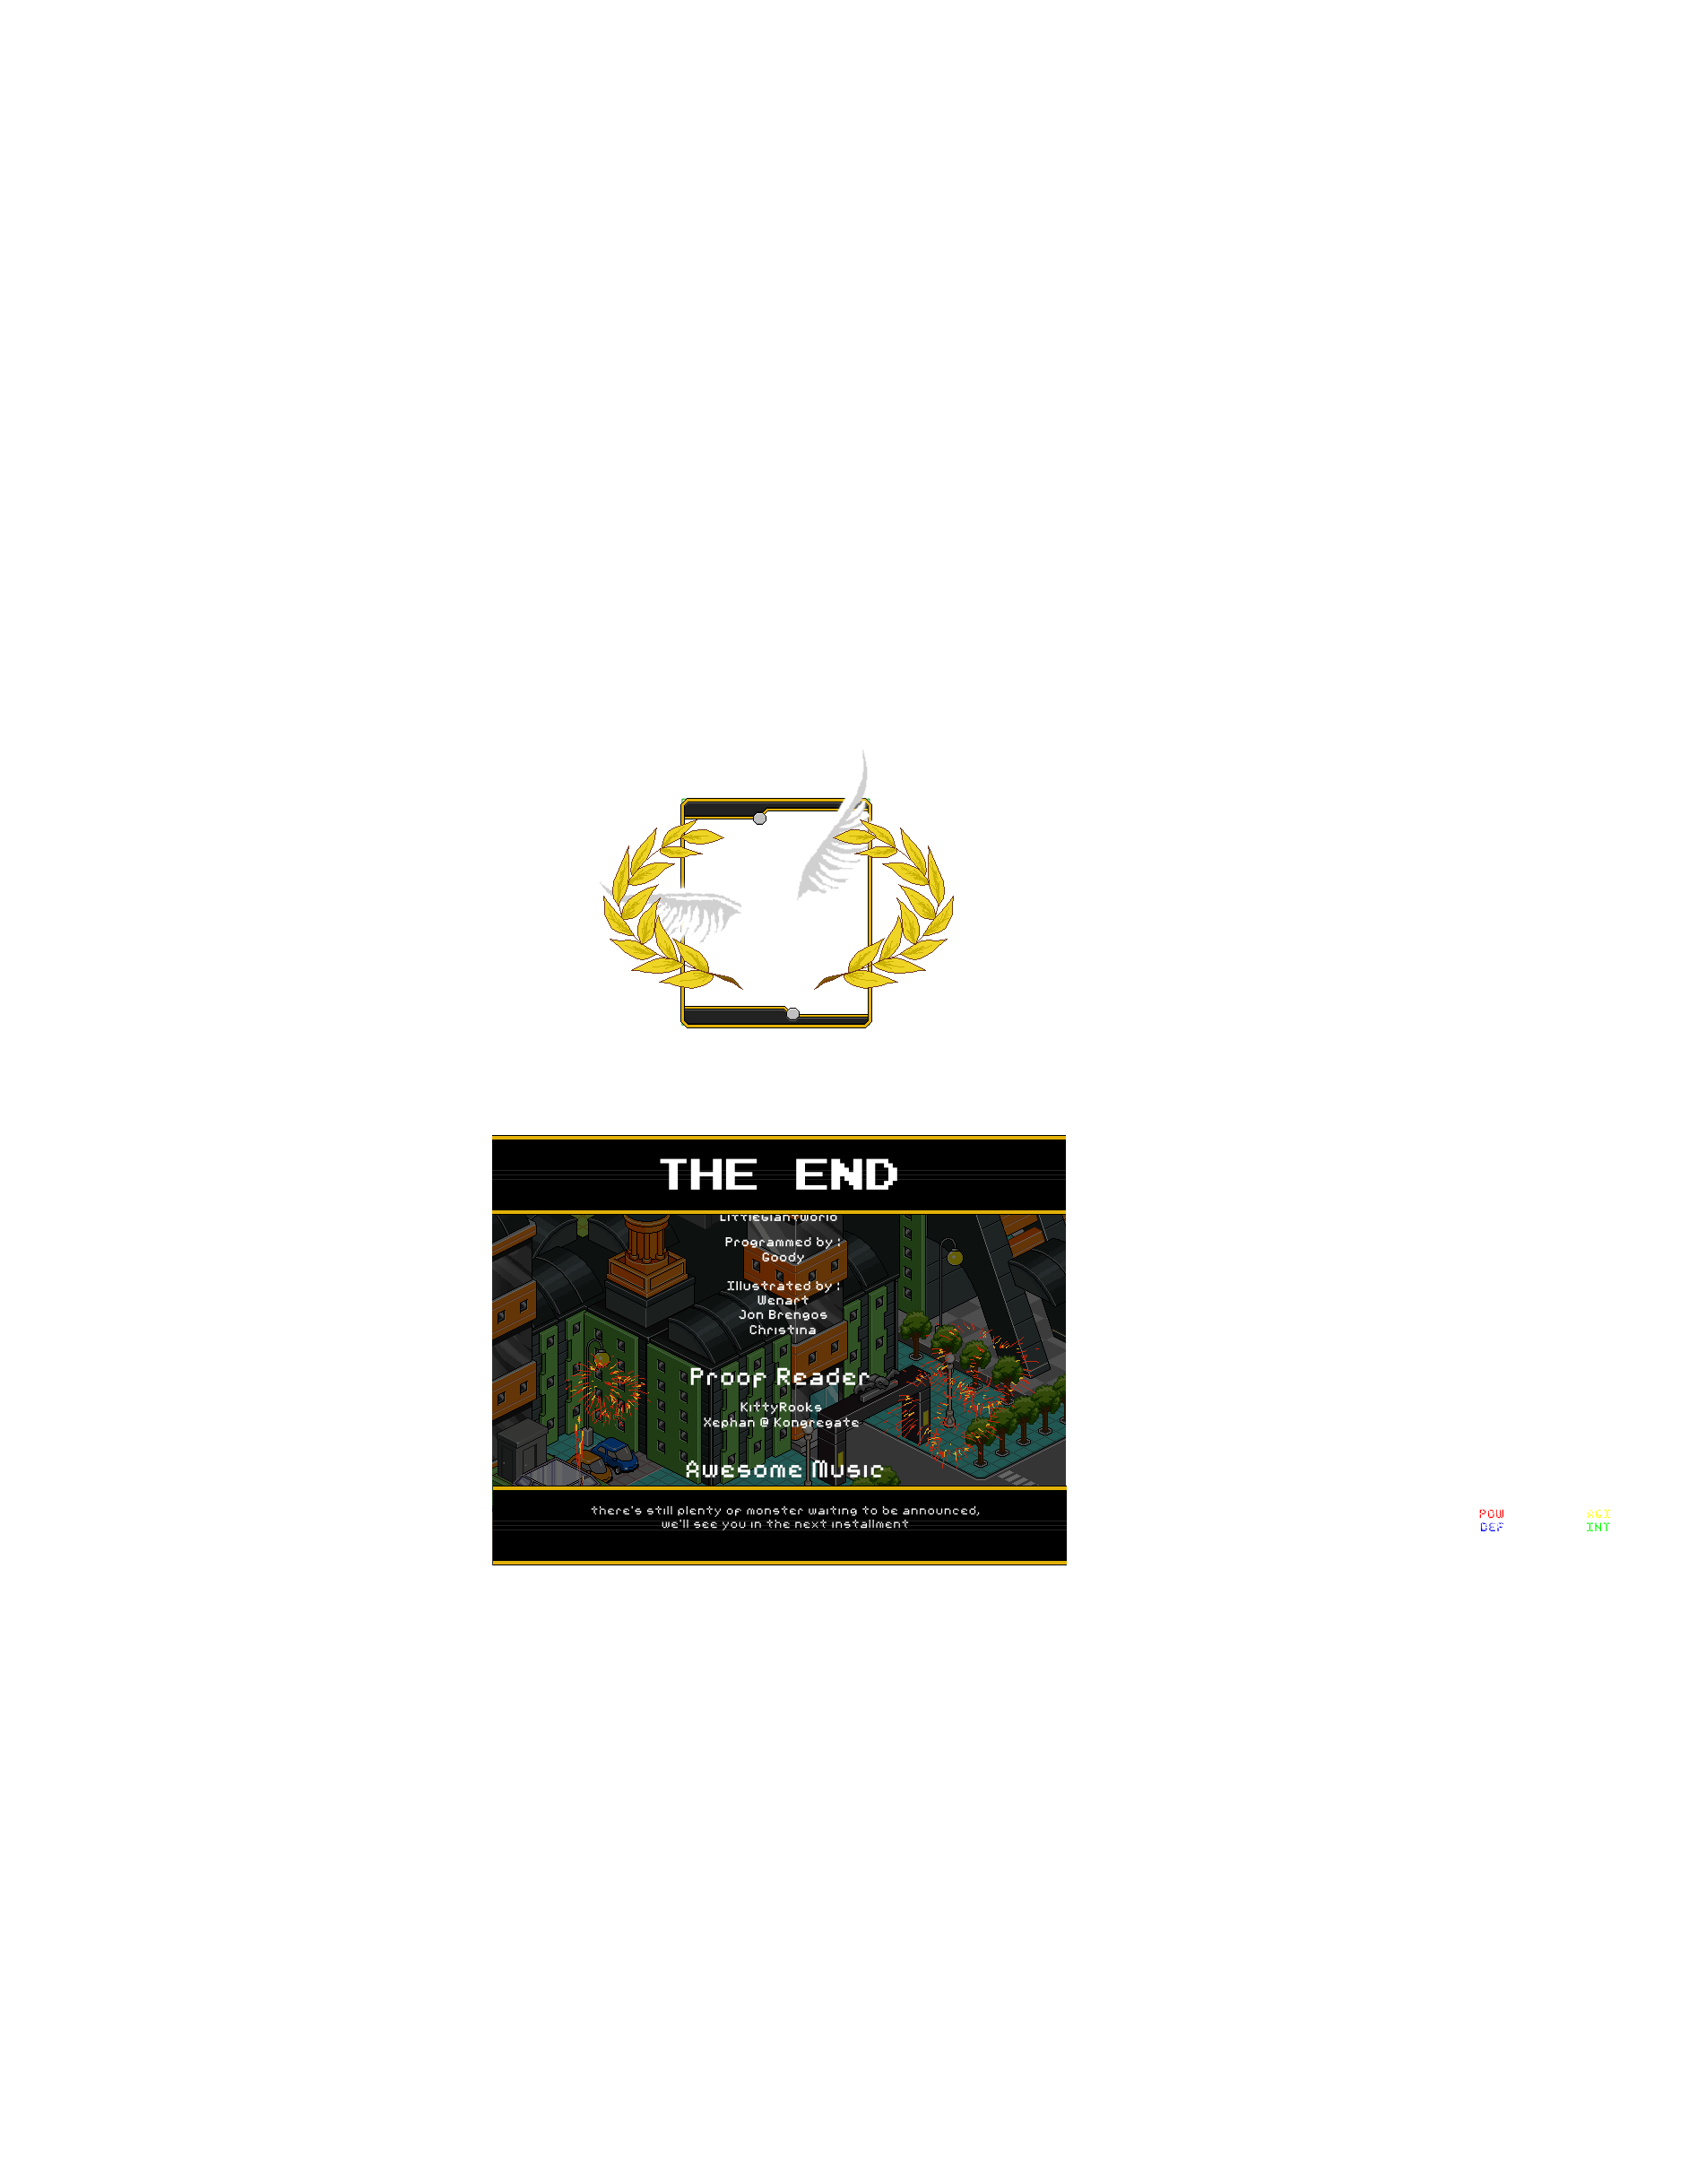 THE END
LittleGiantWorld
Programmed by :
Goody
Illustrated by :
Wenart
Jon Brengos
Christina
Proof Reader
KittyRooks
Xephan @ Kongregate
Awesome Music
there's still plenty of monster waiting to be announced,
we'll see you in the next installment
POW AGI
DEF INT